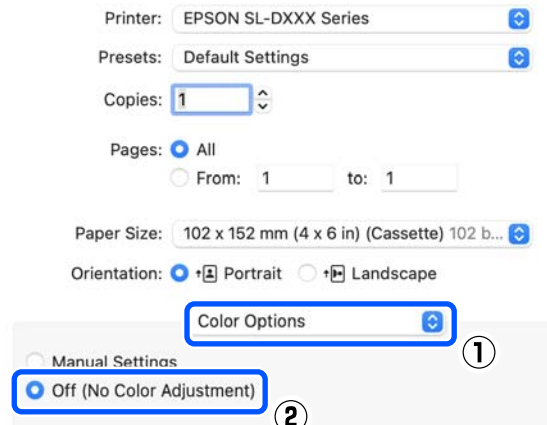 Printer: EPSON SL-DXXX Series
Presets: Default Settings
Copies: 1
Pages: All
From: 1 to: 1
Paper Size: 102 x 152 mm (4 x 6 in) (Cassette) 102 b...
Orientation: Portrait Landscape
Color Options
①
Manual Settings
Off (No Color Adjustment)
②